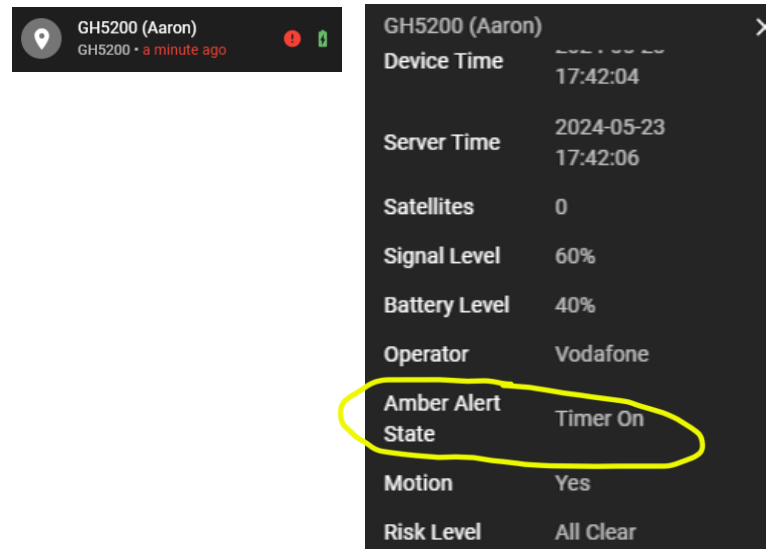 GH5200 (Aaron)
GH5200 • a minute ago
GH5200 (Aaron)
Device Time
17:42:04
Server Time
2024-05-23
17:42:06
Satellites
0
Signal Level
60%
Battery Level
40%
Operator
Vodafone
Amber Alert
State
Timer On
Motion
Yes
Risk Level
All Clear